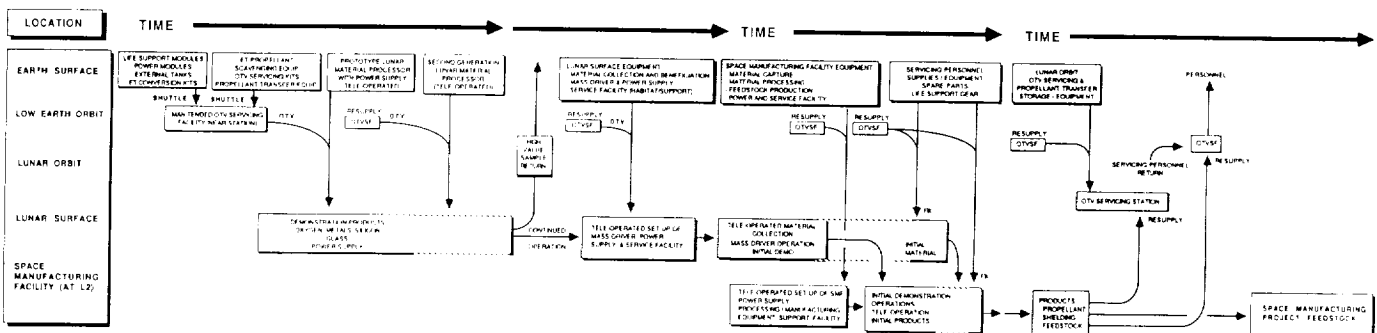 LOCATION
TIME
TIME
TIME
EARTH SURFACE
LOW EARTH ORBIT
LUNAR ORBIT
LUNAR SURFACE
SPACE
MANUFACTURING
FACILITY (AT L2)
LIFE SUPPORT MODULES
POWER MODULES
EXTERNAL TANKS
ET CONVERSION KITS
ET PROPELLANT
SCAVENGING EQUIP
OTV SERVICING KITS
PROPELLANT TRANSFER EQUIP
PROTOTYPE LUNAR
MATERIAL PROCESSOR
WITH POWER SUPPLY
(TELE OPERATED)
SECOND GENERATION
LUNAR MATERIAL
PROCESSOR
(TELE OPERATED)
SHUTTLE
SHUTTLE
MAN TENDED OTV SERVICING
FACILITY (NEAR STATION)
OTV
RESUPPLY
OTVSF
DEMONSTRATION PRODUCTS
OXYGEN, METALS, SILICON
GLASS
POWER SUPPLY
HIGH
VALUE
SAMPLE
RETURN
CONTINUED
OPERATION
LUNAR SURFACE EQUIPMENT
MATERIAL COLLECTION AND BENEFICIATION
MASS DRIVER & POWER
SERVICE FACILITY (HABITAT SUPPORT)
RESUPPLY
OTVSF
OTV
TELE OPERATED SET UP OF
MASS DRIVER, POWER
SUPPLY & SERVICE FACILITY
SPACE MANUFACTURING FACILITY EQUIPMENT
MATERIAL CAPTURE
MATERIAL PROCESSING
FEEDSTOCK PRODUCTION
POWER AND SERVICE FACILITY
SERVICING PERSONNEL
SUPPLIES / EQUIPMENT
SPARE PARTS
LIFE SUPPORT GEAR
RESUPPLY
OTVSF
RESUPPLY
OTVSF
TELE OPERATED MATERIAL
COLLECTION
MASS DRIVER OPERATION
INITIAL DEMO
INITIAL
MATERIAL
TELE OPERATED SET UP OF SMF
POWER SUPPLY
PROCESSING / MANUFACTURING
EQUIPMENT SUPPORT FACILITY
INITIAL DEMONSTRATION
OPERATIONS
TELE OPERATION
INITIAL PRODUCTS
LUNAR ORBIT
OTV SERVICING &
PROPELLANT TRANSFER
STORAGE - EQUIPMENT
RESUPPLY
OTVSF
OTV SERVICING STATION
RESUPPLY
PERSONNEL
OTVSF
RESUPPLY
SERVICING PERSONNEL
RETURN
PRODUCTS
PROPELLANT
SHIELDING
FEEDSTOCK
SPACE MANUFACTURING
PROJECT FEEDSTOCK